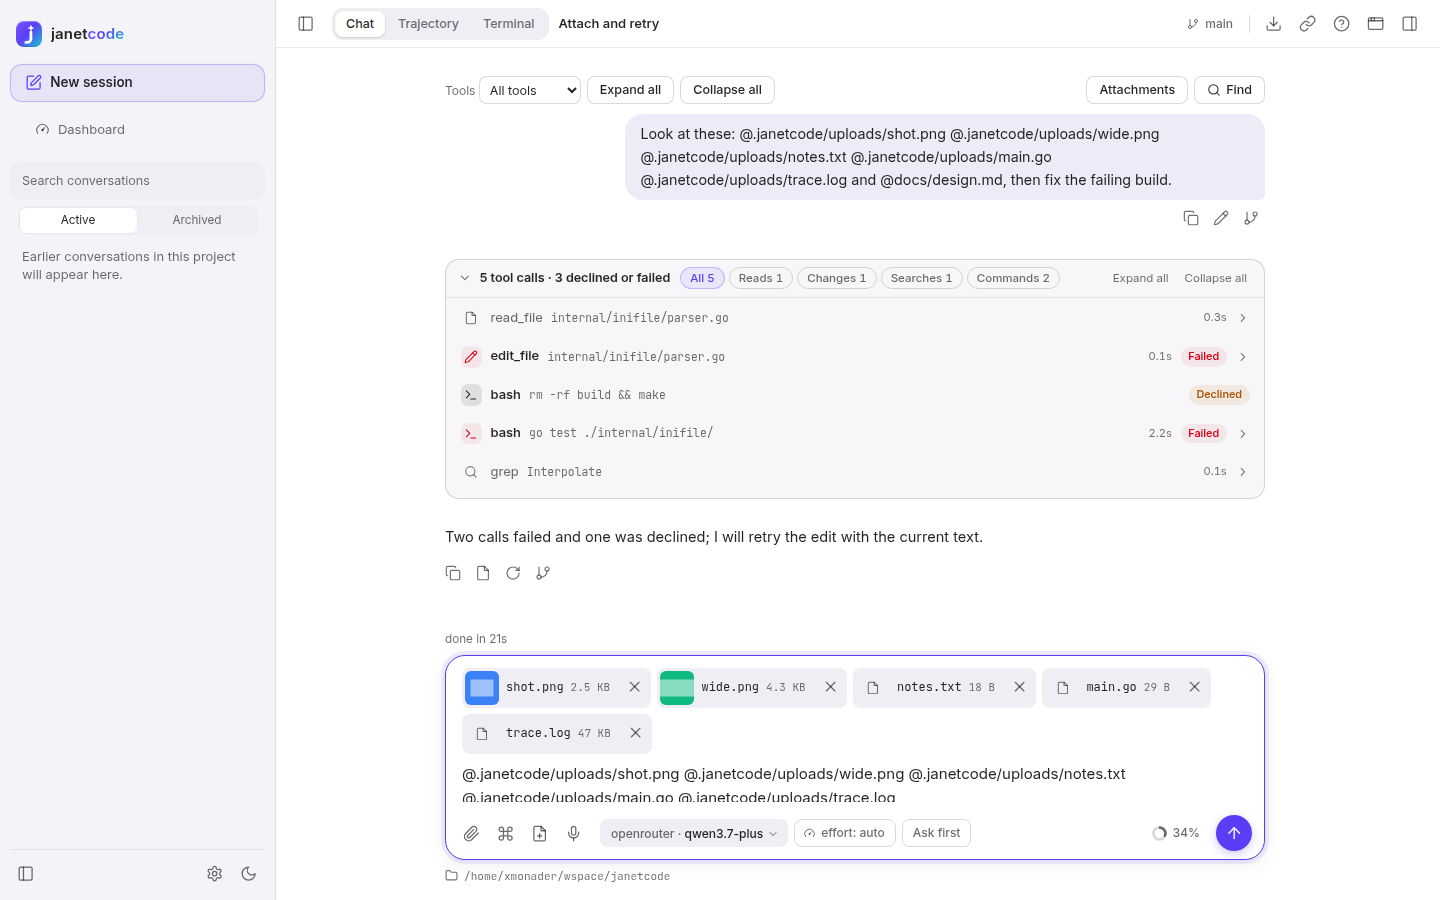 janetcode
New session
Dashboard
Search conversations
Active
Archived
Earlier conversations in this project
will appear here.
Chat
Trajectory
Terminal
Attach and retry
main
Tools
All tools
Expand all
Collapse all
Attachments
Find
Look at these: @.janetcode/uploads/shot.png @.janetcode/uploads/wide.png
@.janetcode/uploads/notes.txt @.janetcode/uploads/main.go
@.janetcode/uploads/trace.log and @docs/design.md, then fix the failing build.
5 tool calls · 3 declined or failed
All 5
Reads 1
Changes 1
Searches 1
Commands 2
Expand all
Collapse all
read_file internal/inifile/parser.go 0.3s
edit_file internal/inifile/parser.go 0.1s Failed
bash rm -rf build && make Declined
bash go test ./internal/inifile/ 2.2s Failed
grep Interpolate 0.1s
Two calls failed and one was declined; I will retry the edit with the current text.
done in 21s
shot.png 2.5 KB
wide.png 4.3 KB
notes.txt 18 B
main.go 29 B
trace.log 47 KB
@.janetcode/uploads/shot.png @.janetcode/uploads/wide.png @.janetcode/uploads/notes.txt
@.janetcode/uploads/main.go @.janetcode/uploads/trace.log
openrouter · qwen3.7-plus
effort: auto
Ask first
34%
/home/xmonader/wspace/janetcode